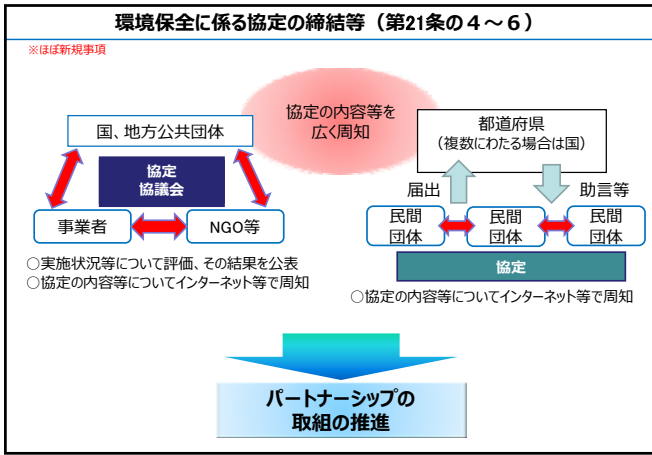 環境保全に係る協定の締結等（第21条の４～６）
※ほぼ新規事項
協定の内容等を
広く周知
国、地方公共団体
協定
協議会
事業者
NGO等
○実施状況等について評価、その結果を公表
○協定の内容等についてインターネット等で周知
都道府県
（複数にわたる場合は国）
届出
助言等
民間
団体
民間
団体
民間
団体
協定
○協定の内容等についてインターネット等で周知
パートナーシップの
取組の推進